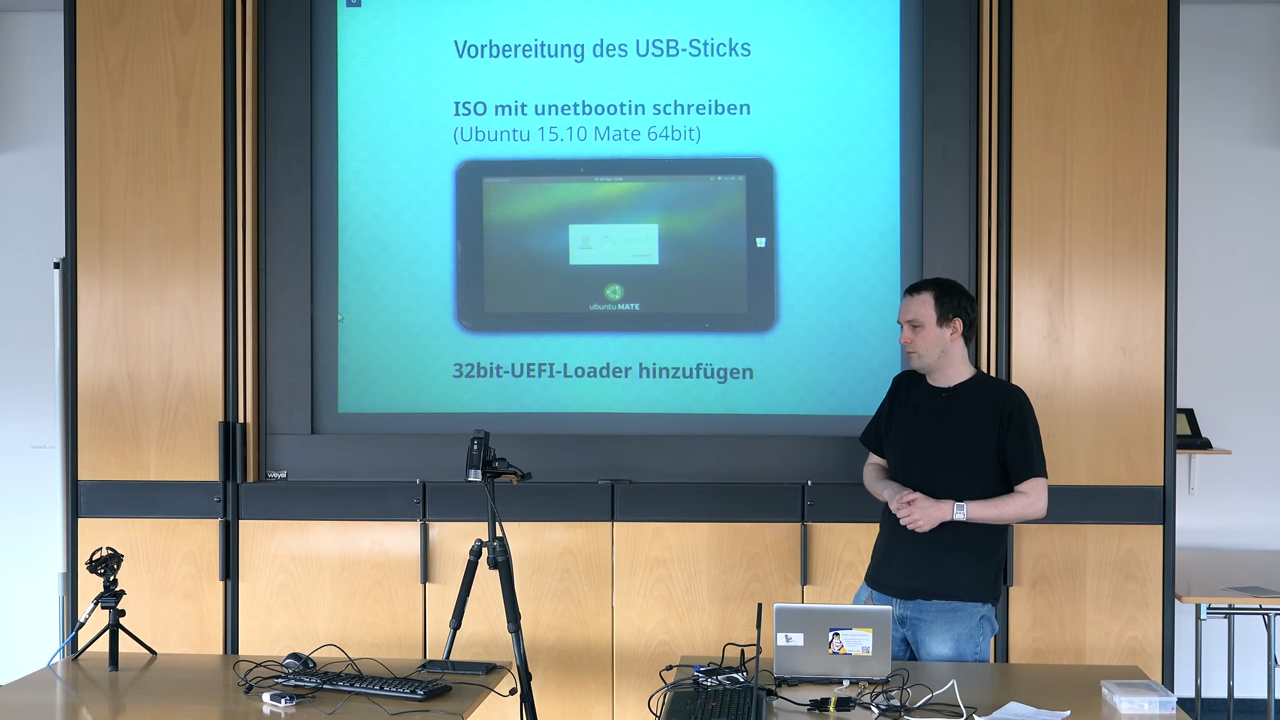 Vorbereitung des USB-Sticks
ISO mit unetbootin schreiben
(Ubuntu 15.10 Mate 64bit)
ubuntu MATE
32bit-UEFI-Loader hinzufügen
weyel